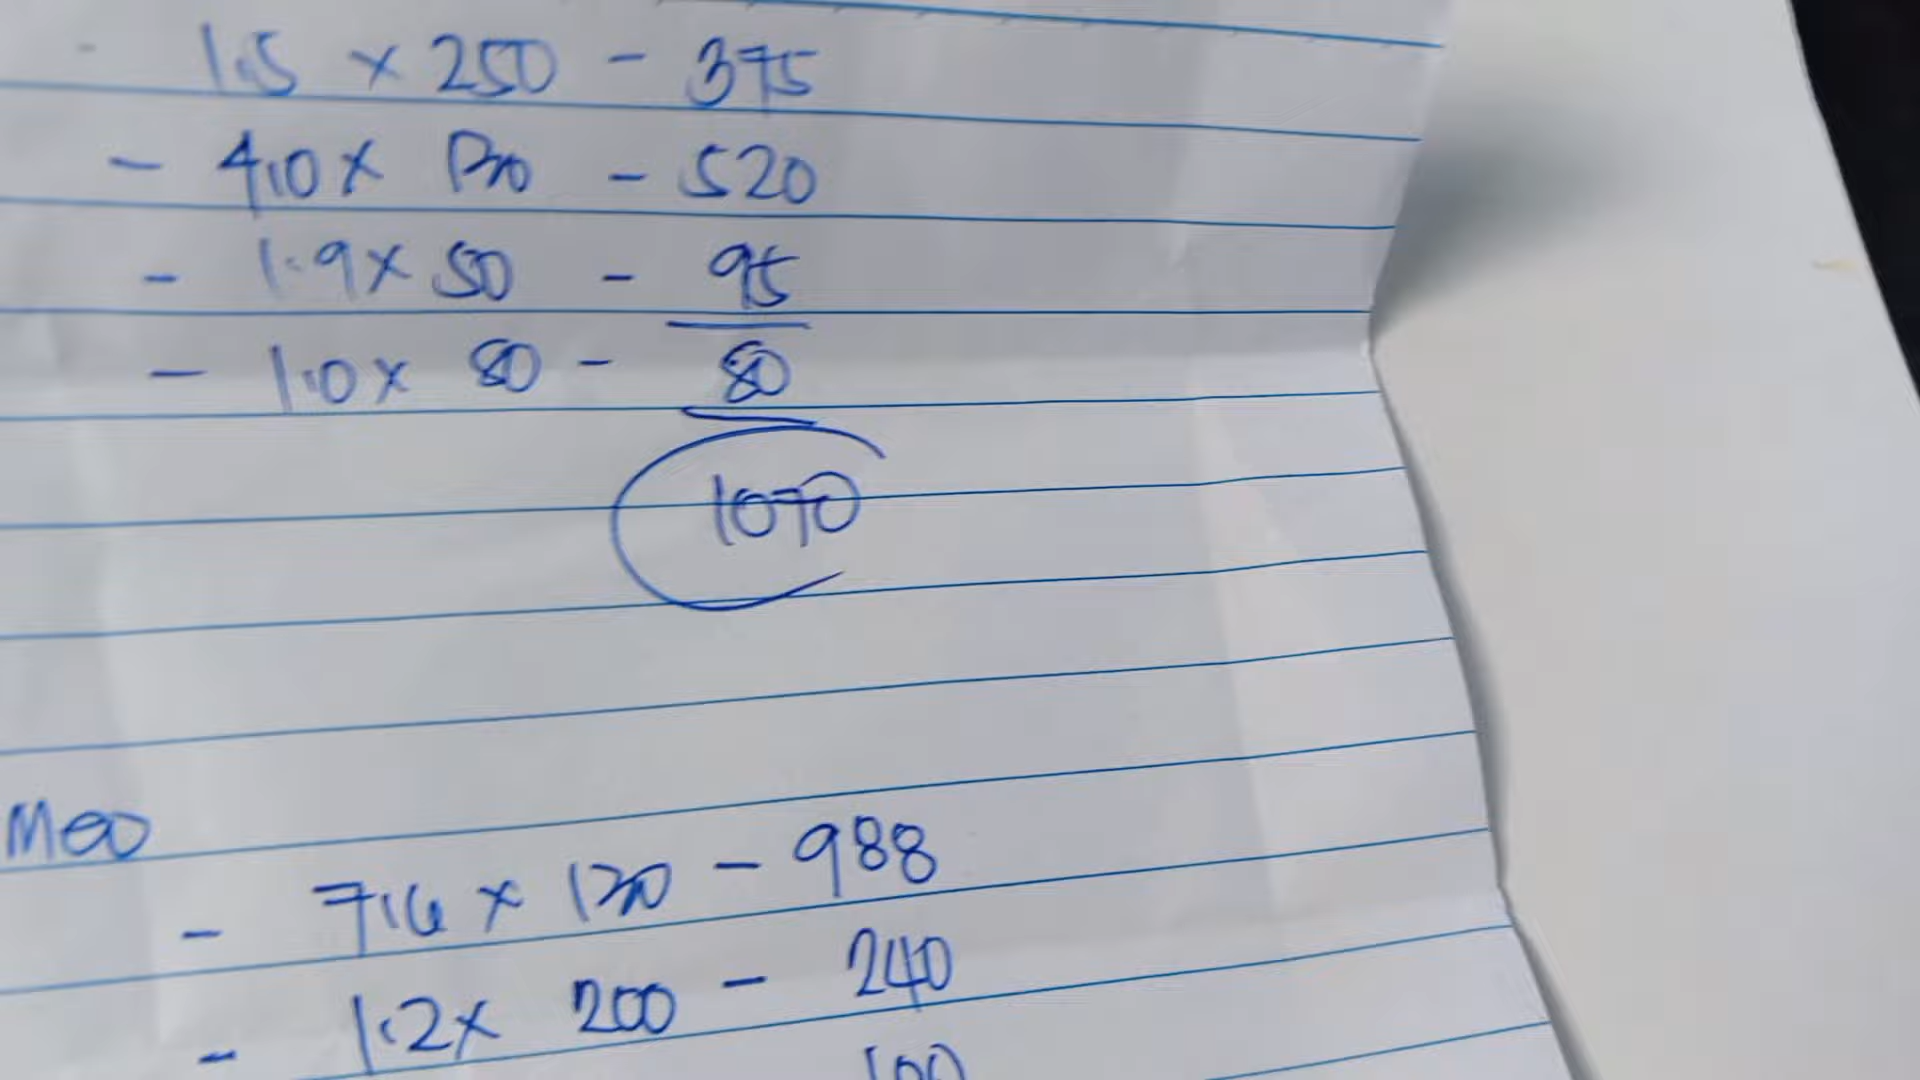 - 1.5 x 250 - 375
- 4.0 x 130 - 520
- 1.9 x 50 - 95
- 1.0 x 80 - 80
1070
Meo
- 7.6 x 130 - 988
- 1.2 x 200 - 240
100